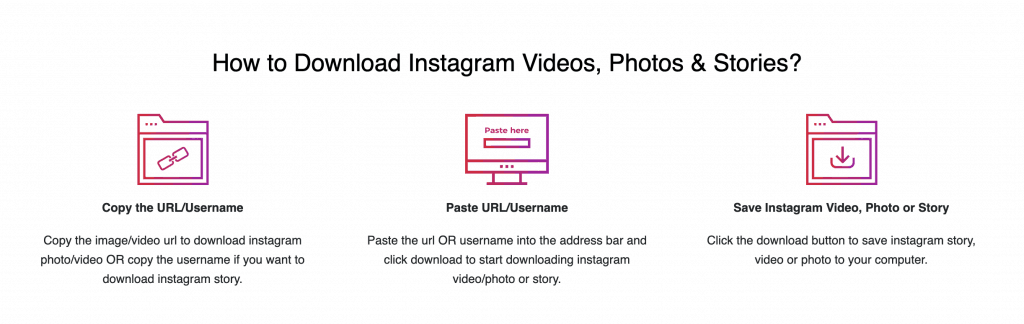 How to Download Instagram Videos, Photos & Stories?
Paste here
Copy the URL/Username
Copy the image/video url to download instagram
photo/video OR copy the username if you want to
download instagram story.
Paste URL/Username
Paste the url OR username into the address bar and
click download to start downloading instagram
video/photo or story.
Save Instagram Video, Photo or Story
Click the download button to save instagram story,
video or photo to your computer.